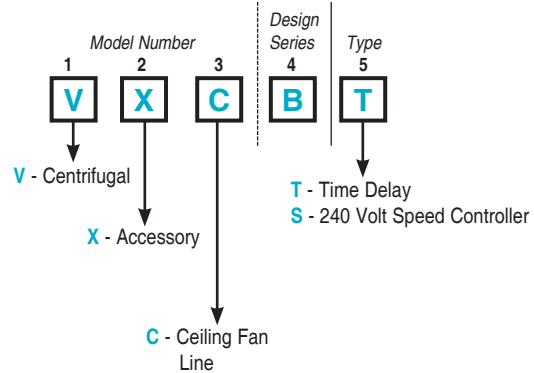 Design
Model Number Series Type
1 2 3 4 5
V X C B T
V - Centrifugal
T - Time Delay
S - 240 Volt Speed Controller
X - Accessory
C - Ceiling Fan
Line